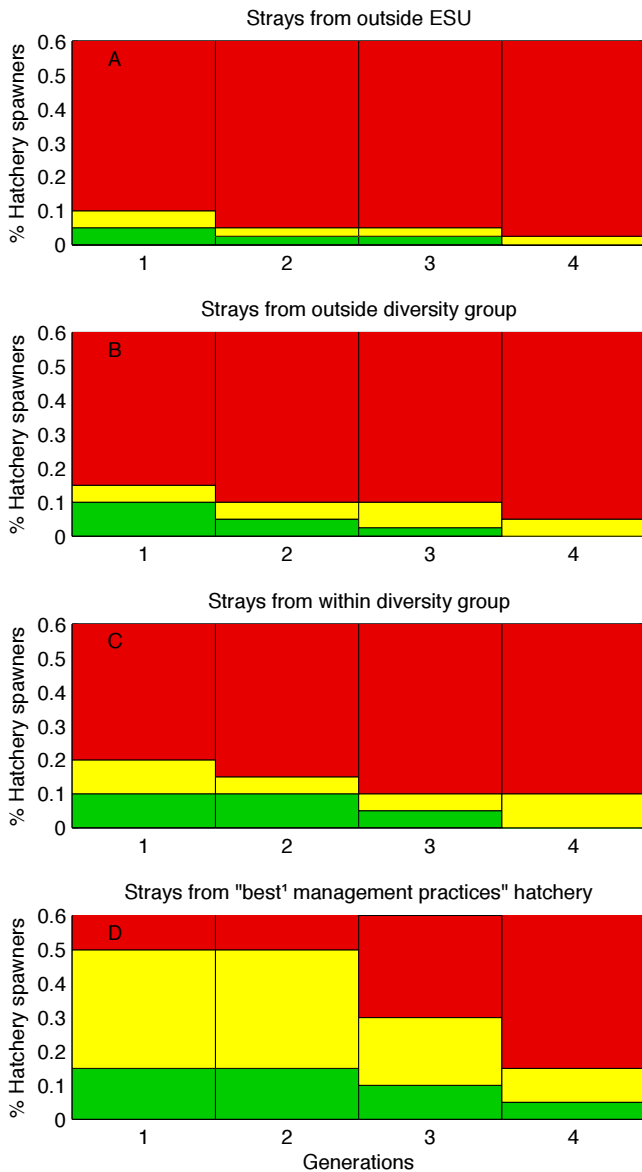 Strays from outside ESU
A
% Hatchery spawners
0.6
0.5
0.4
0.3
0.2
0.1
0
1 2 3 4
Strays from outside diversity group
B
% Hatchery spawners
0.6
0.5
0.4
0.3
0.2
0.1
0
1 2 3 4
Strays from within diversity group
C
% Hatchery spawners
0.6
0.5
0.4
0.3
0.2
0.1
0
1 2 3 4
Strays from "best¹ management practices" hatchery
D
% Hatchery spawners
0.6
0.5
0.4
0.3
0.2
0.1
0
1 2 3 4
Generations